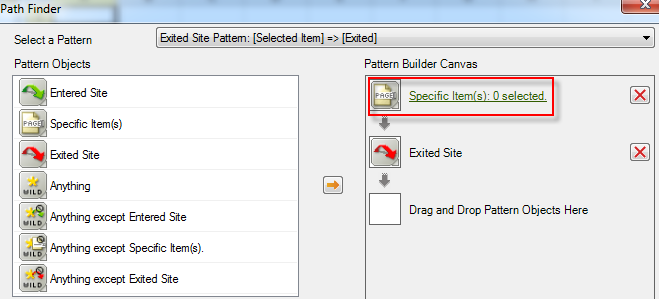 Path Finder
Select a Pattern
Exited Site Pattern: [Selected Item] => [Exited]
Pattern Objects
Entered Site
PAGE
Specific Item(s)
Exited Site
WILD
Anything
WILD
Anything except Entered Site
WILD
Anything except Specific Item(s).
WILD
Anything except Exited Site
Pattern Builder Canvas
PAGE
Specific Item(s): 0 selected.
Exited Site
Drag and Drop Pattern Objects Here